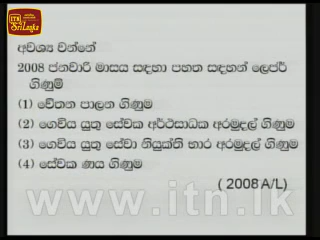 ITN
Sri Lanka
අවශ්‍ය වන්නේ
2008 ජනවාරි මාසය සඳහා පහත සඳහන් ලෙජර්
ගිණුම්
(1) වේතන පාලන ගිණුම
(2) ගෙවිය යුතු සේවක අර්ථසාධක අරමුදල් ගිණුම
(3) ගෙවිය යුතු සේවා නියුක්ති භාර අරමුදල් ගිණුම
(4) සේවක ණය ගිණුම
( 2008 A/L)
www.itn.lk